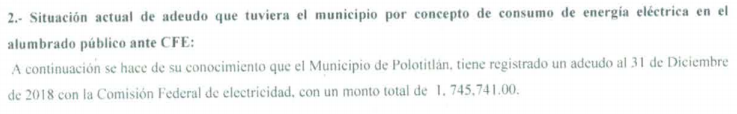 2.- Situación actual de adeudo que tuviera el municipio por concepto de consumo de energía eléctrica en el
alumbrado público ante CFE:
A continuación se hace de su conocimiento que el Municipio de Polotitlán, tiene registrado un adeudo al 31 de Diciembre
de 2018 con la Comisión Federal de electricidad, con un monto total de 1, 745,741.00.